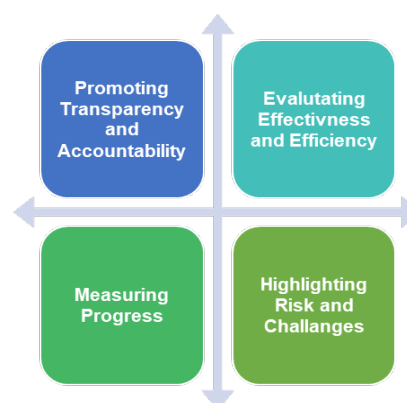 Promoting
Transparency
and
Accountability
Evalutating
Effectivness
and Efficiency
Measuring
Progress
Highlighting
Risk and
Challanges